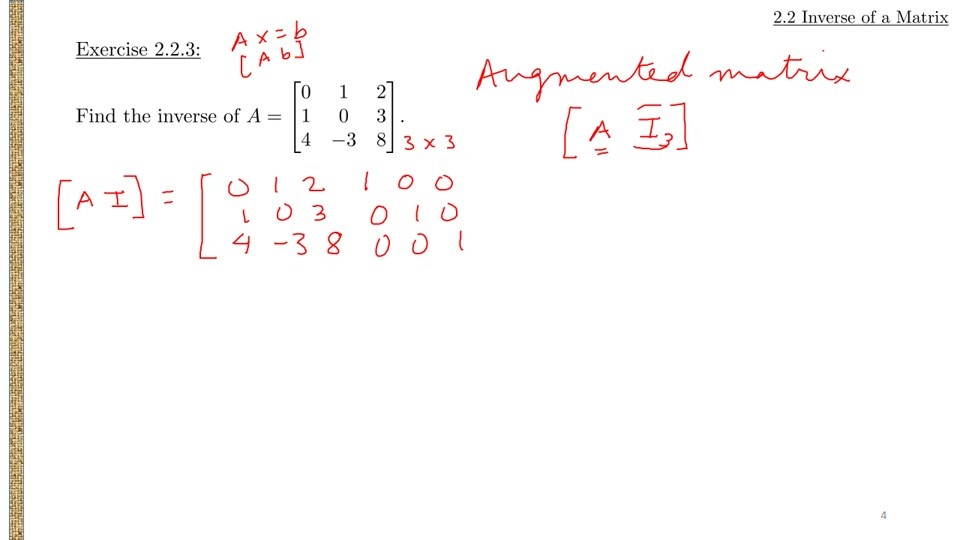 2.2 Inverse of a Matrix
Exercise 2.2.3:
A x = b
[A b]
Augmented matrix
[A I₃]
Find the inverse of A = [0 1 2
1 0 3
4 −3 8].
3 × 3
[A I] = [0 1 2 1 0 0
1 0 3 0 1 0
4 -3 8 0 0 1
4